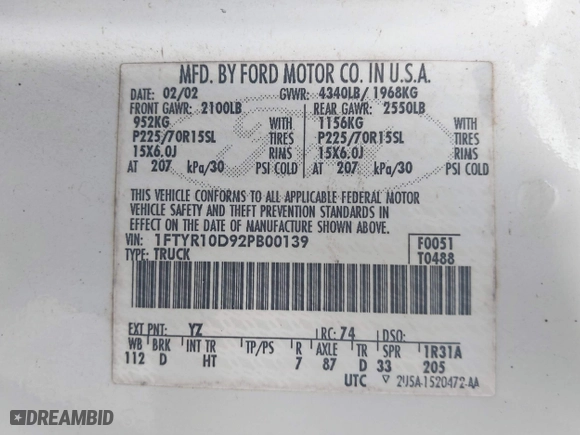 MFD. BY FORD MOTOR CO. IN U.S.A.
DATE: 02/02 GVWR: 4340LB/ 1968KG
FRONT GAWR: 2100LB REAR GAWR: 2550LB
952KG WITH 1156KG WITH
P225/70R15SL TIRES P225/70R15SL TIRES
15X6.0J RIMS 15X6.0J RIMS
AT 207 kPa/30 PSI COLD AT 207 kPa/30 PSI COLD
THIS VEHICLE CONFORMS TO ALL APPLICABLE FEDERAL MOTOR
VEHICLE SAFETY AND THEFT PREVENTION STANDARDS IN
EFFECT ON THE DATE OF MANUFACTURE SHOWN ABOVE.
VIN: 1FTYR10D92PB00139 F0051
TYPE: TRUCK T0488
EXT PNT: YZ RC: 74 DSO:
WB BRK INT TR TP/PS R AXLE TR SPR 1R31A
112 D HT 7 87 D 33 205
UTC ▽ 2U5A-1520472-AA
DREAMBID